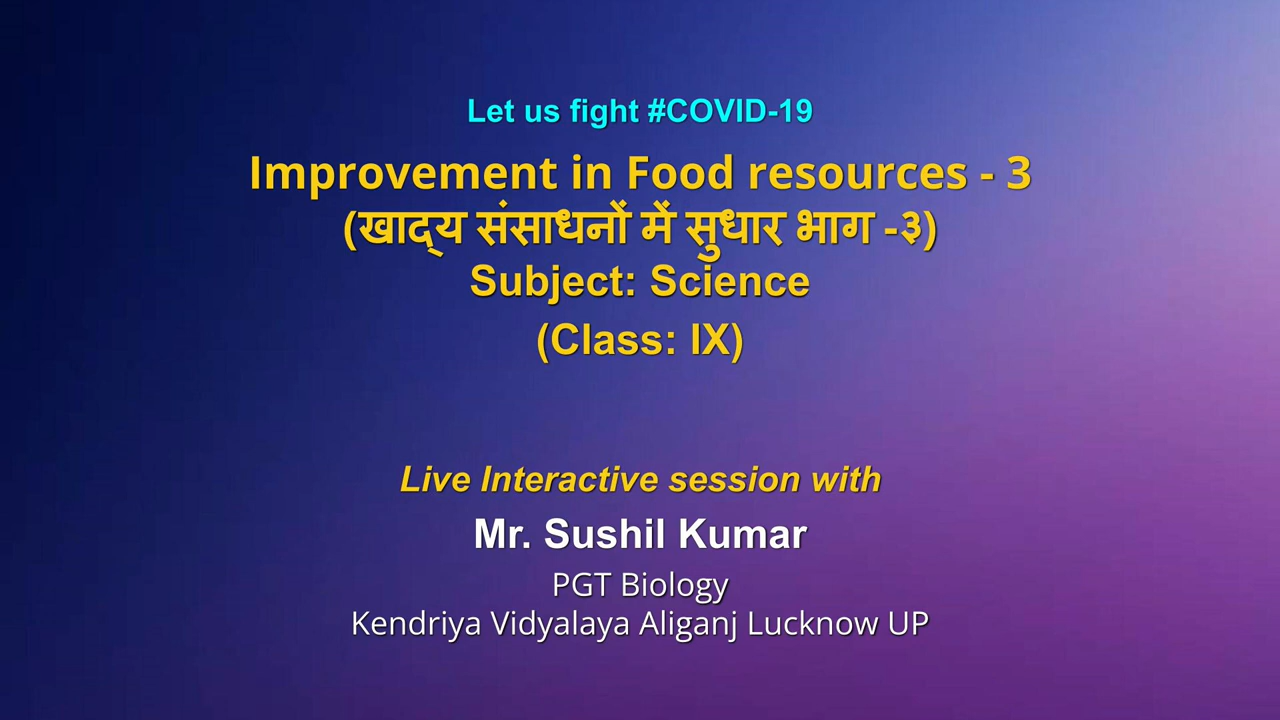 Let us fight #COVID-19
Improvement in Food resources - 3
(खाद्य संसाधनों में सुधार भाग -३)
Subject: Science
(Class: IX)
Live Interactive session with
Mr. Sushil Kumar
PGT Biology
Kendriya Vidyalaya Aliganj Lucknow UP